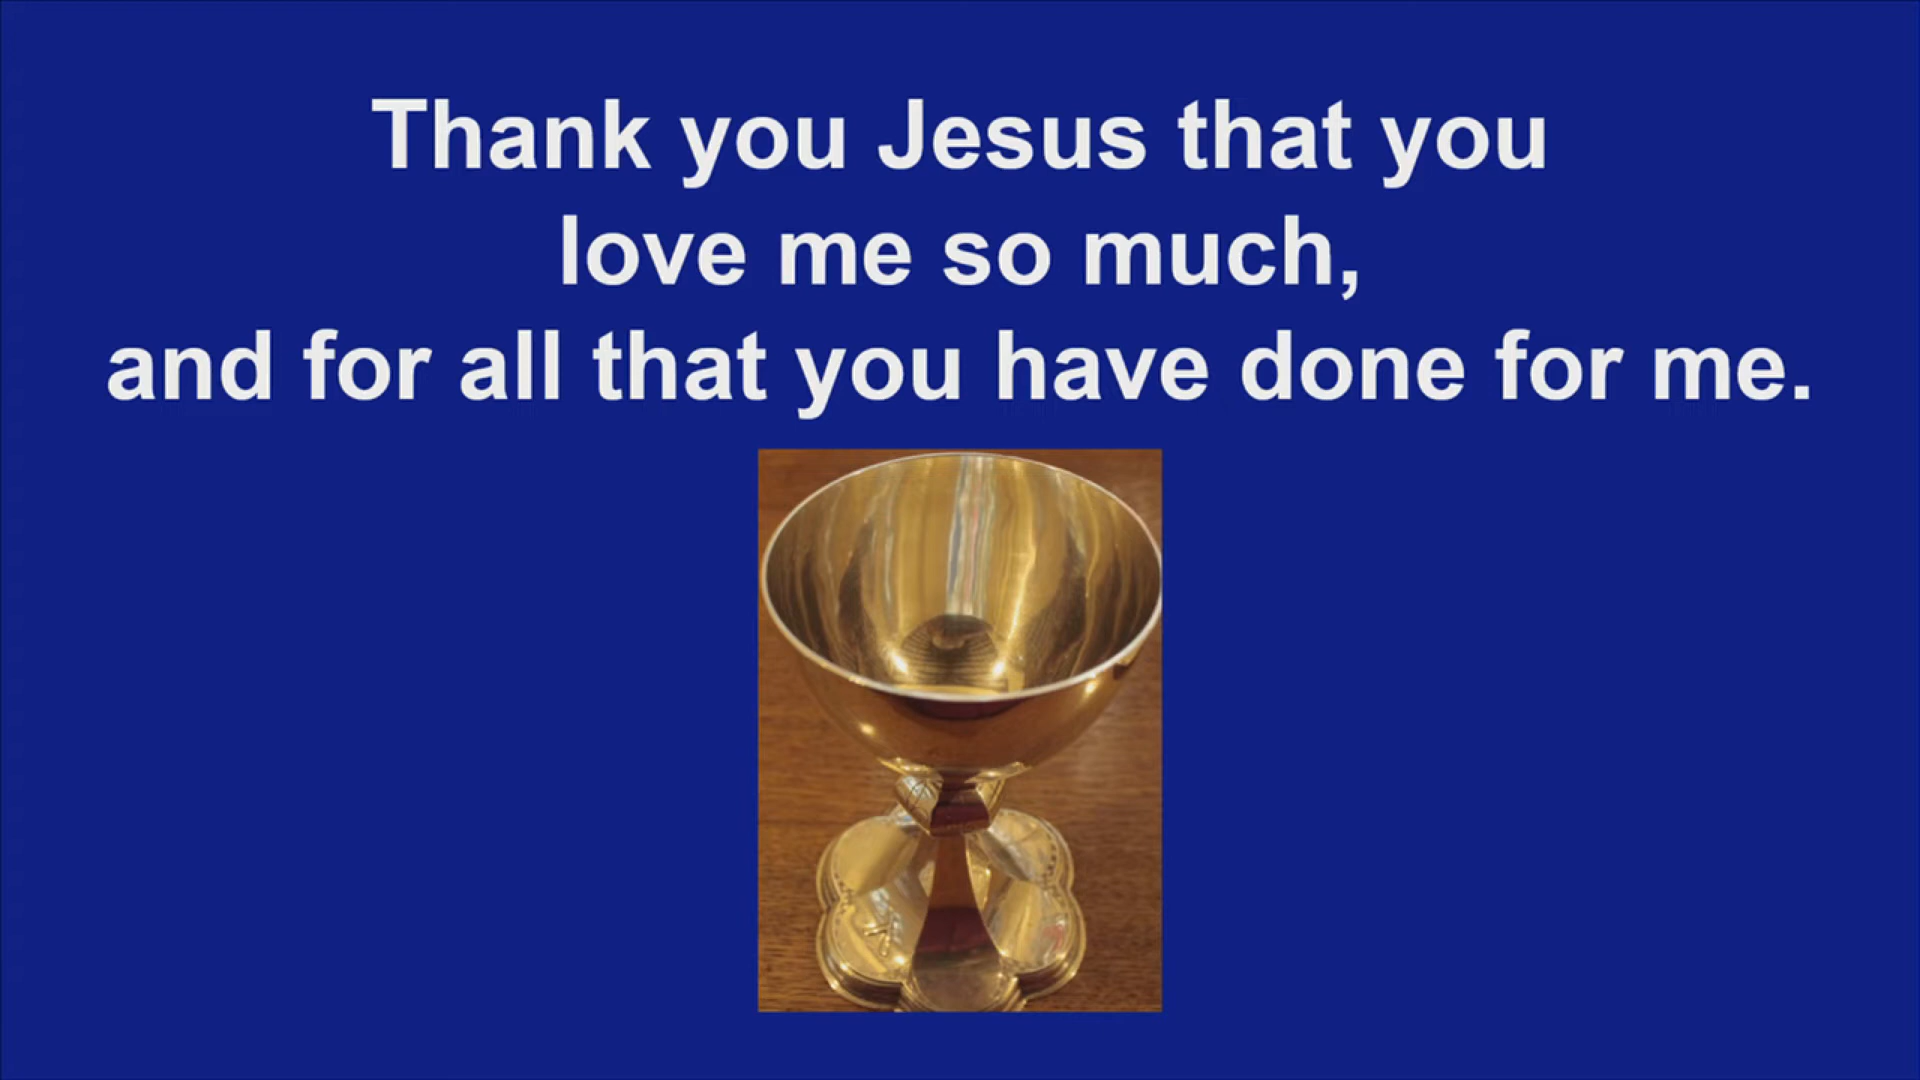 Thank you Jesus that you
love me so much,
and for all that you have done for me.